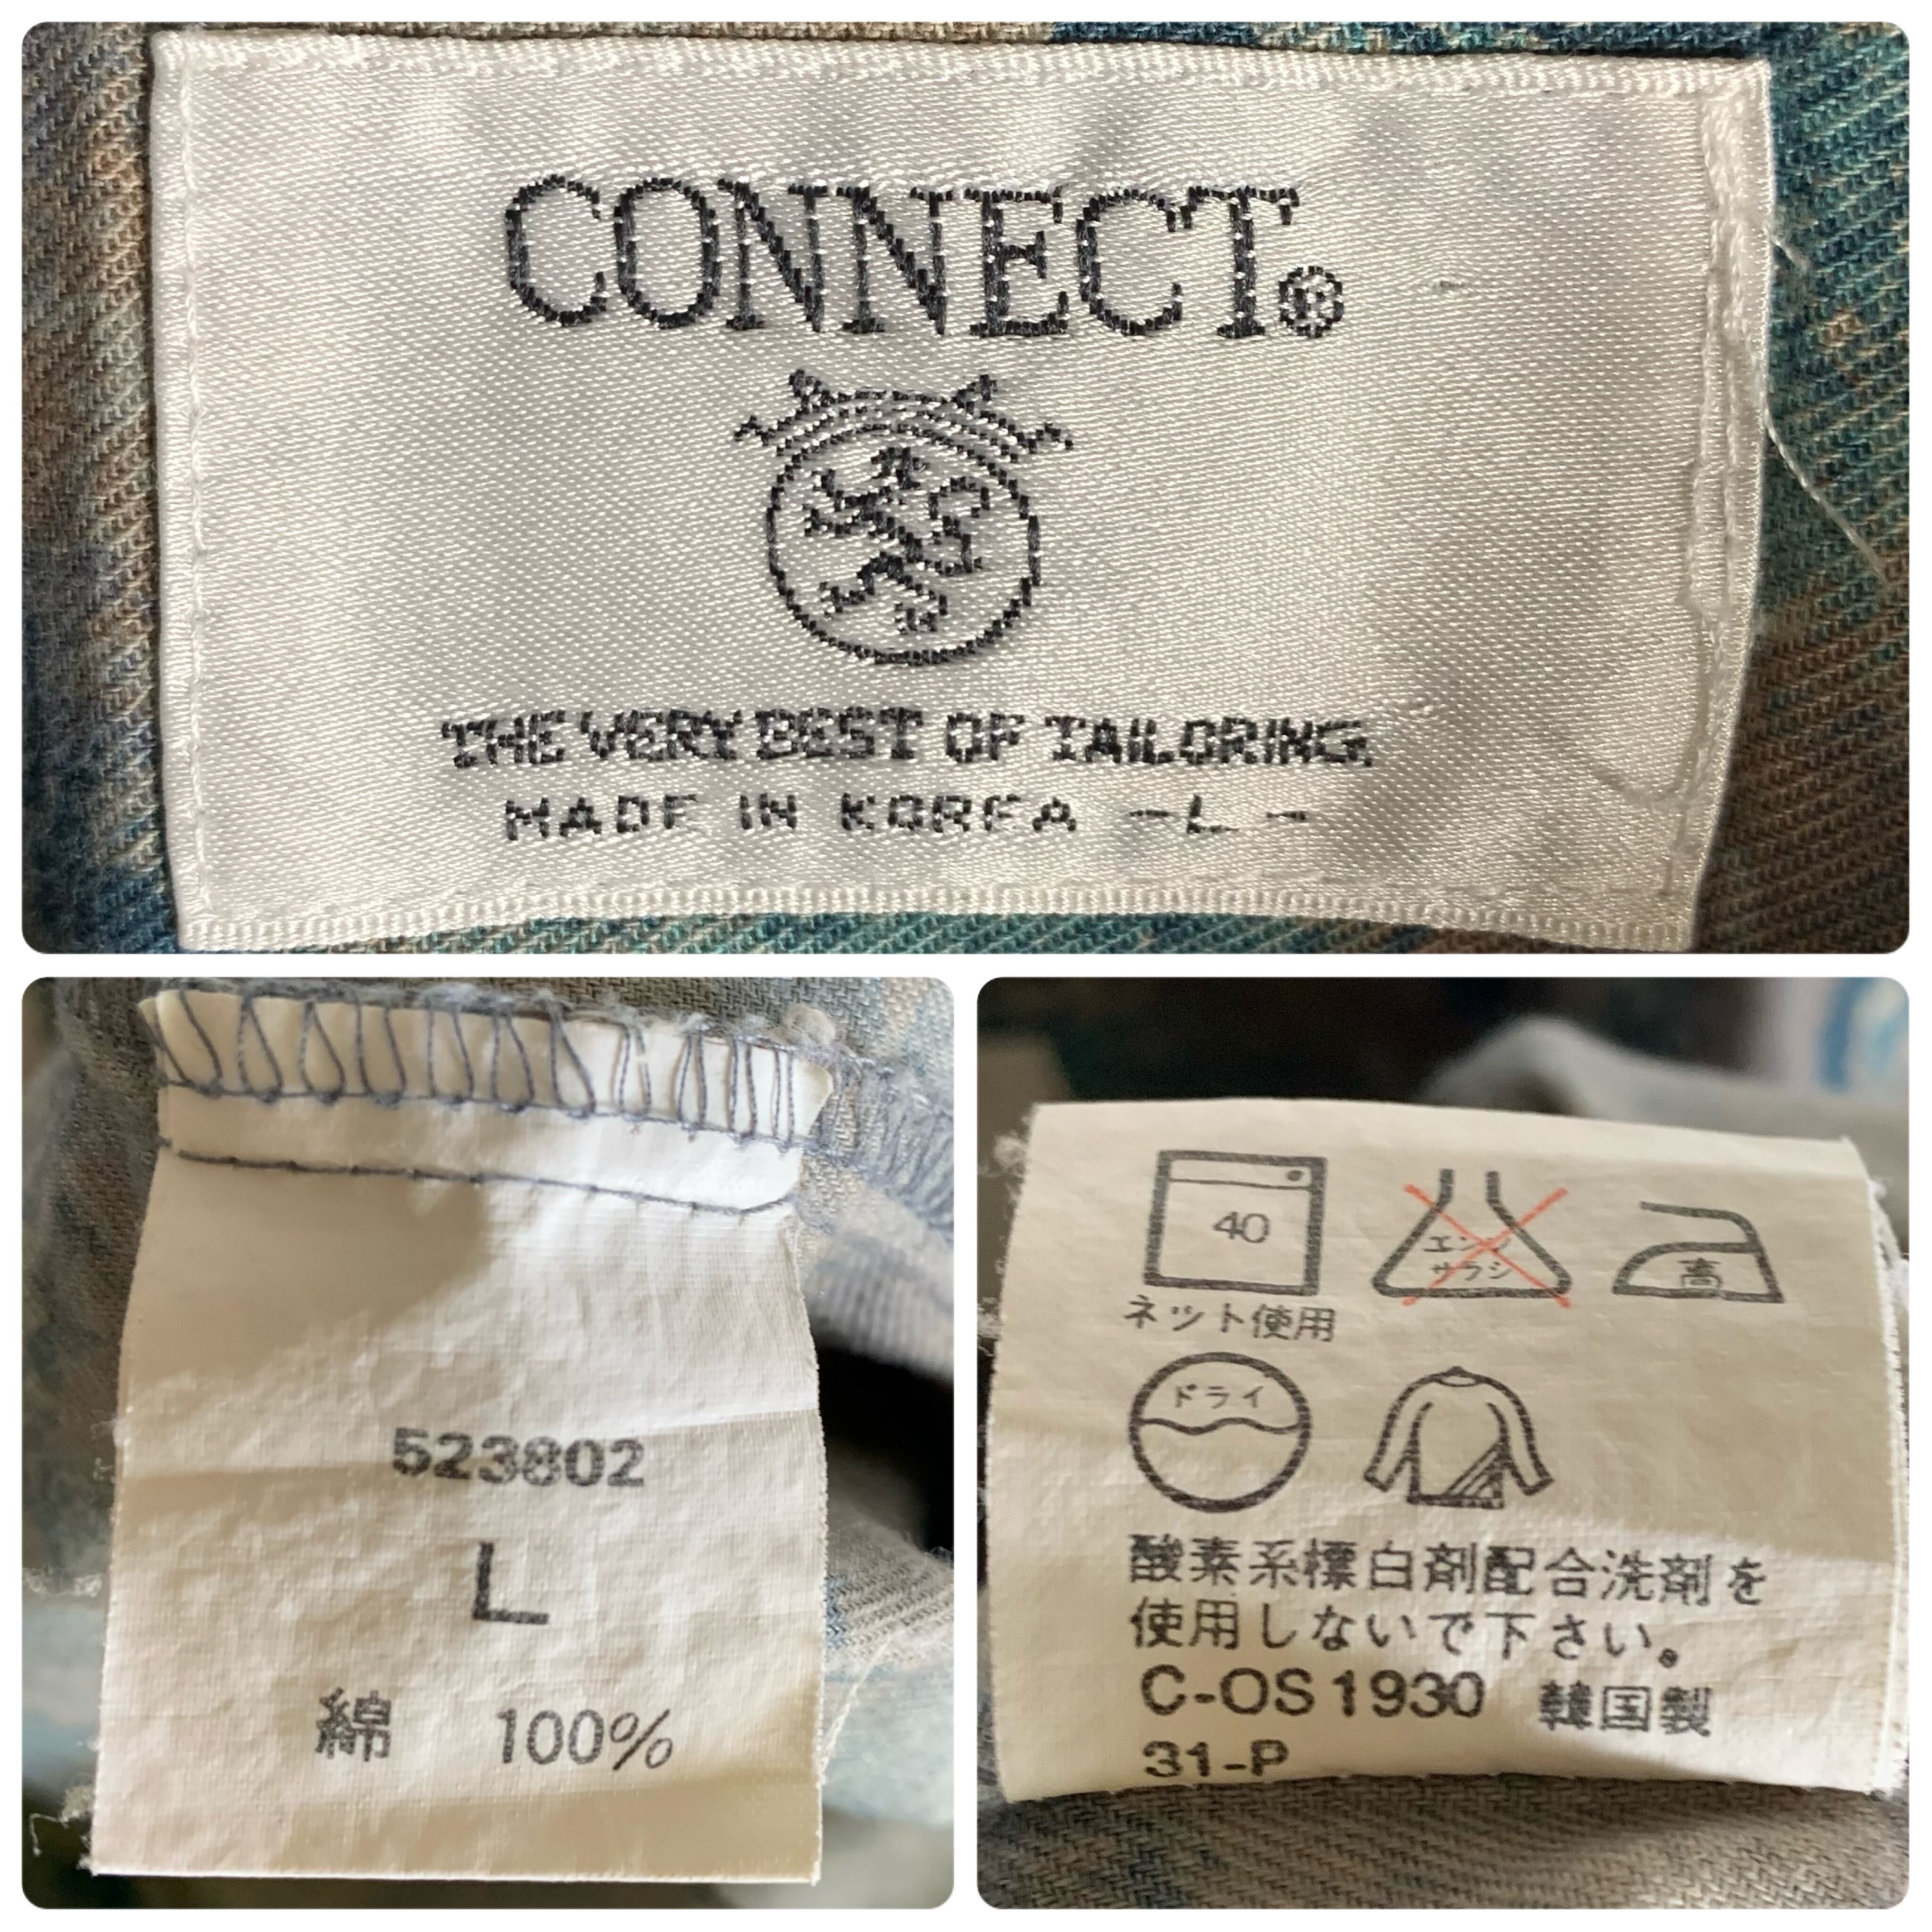 CONNECT®
THE VERY BEST OF TAILORING.
MADE IN KOREA -L-
523802
L
綿 100%
40
エンソ
サラシ
高
ネット使用
ドライ
酸素系標白剤配合洗剤を
使用しないで下さい。
C-OS1930 韓国製
31-P